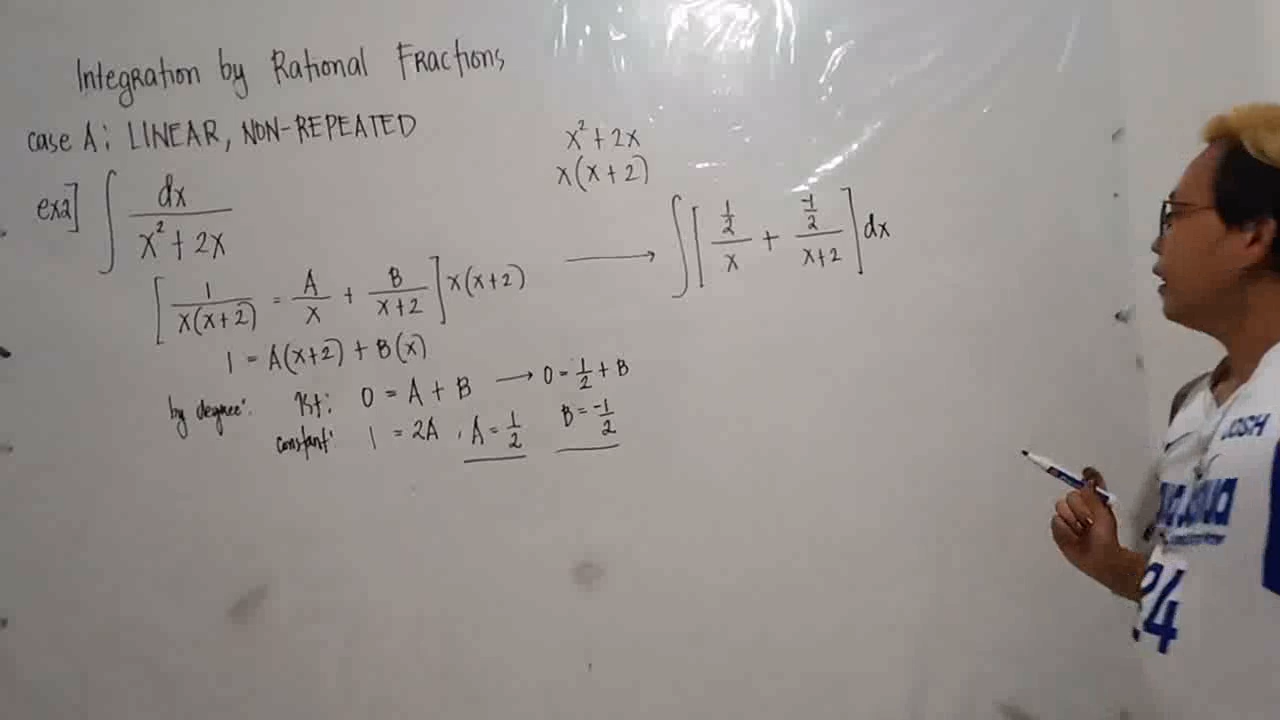 Integration by Rational Fractions
case A: LINEAR, NON-REPEATED
ex2] ∫ dx / (x² + 2x)
[ 1 / (x(x+2)) = A / x + B / (x+2) ] x(x+2)
1 = A(x+2) + B(x)
by degree: 1st: 0 = A + B → 0 = 1/2 + B
constant: 1 = 2A, A = 1/2 B = -1/2
x² + 2x
x(x+2)
→ ∫ [ (1/2) / x + (-1/2) / (x+2) ] dx
JOSH
24